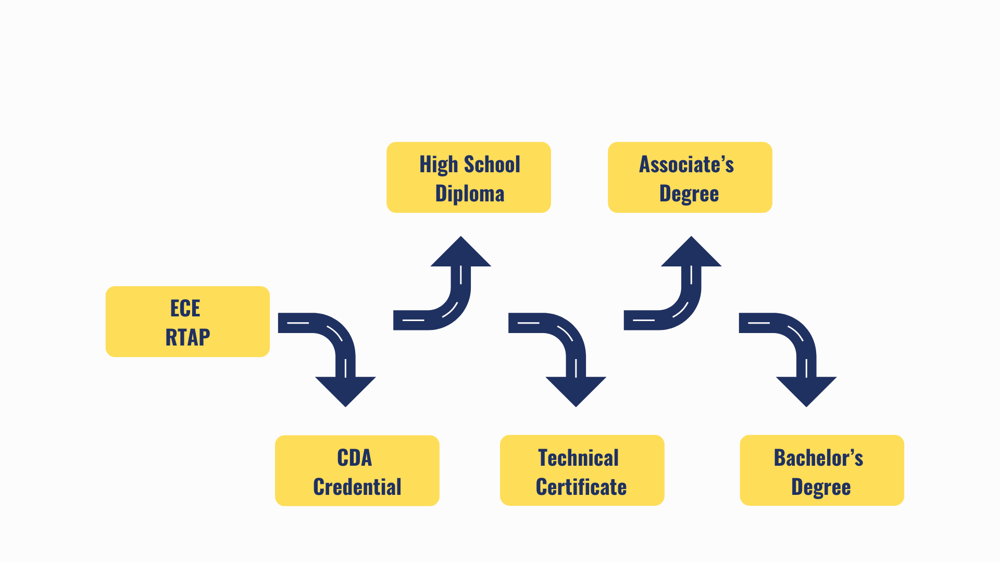 ECE
RTAP
CDA
Credential
High School
Diploma
Technical
Certificate
Associate’s
Degree
Bachelor’s
Degree